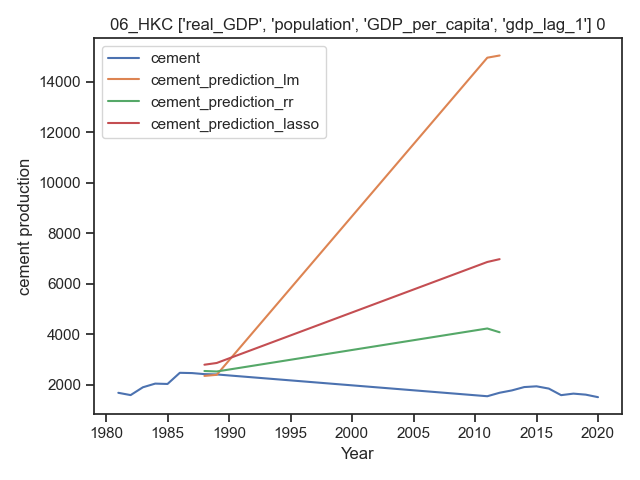 06_HKC ['real_GDP', 'population', 'GDP_per_capita', 'gdp_lag_1'] 0
cement
cement_prediction_lm
cement_prediction_rr
cement_prediction_lasso
14000
12000
10000
8000
6000
4000
2000
cement production
1980 1985 1990 1995 2000 2005 2010 2015 2020
Year